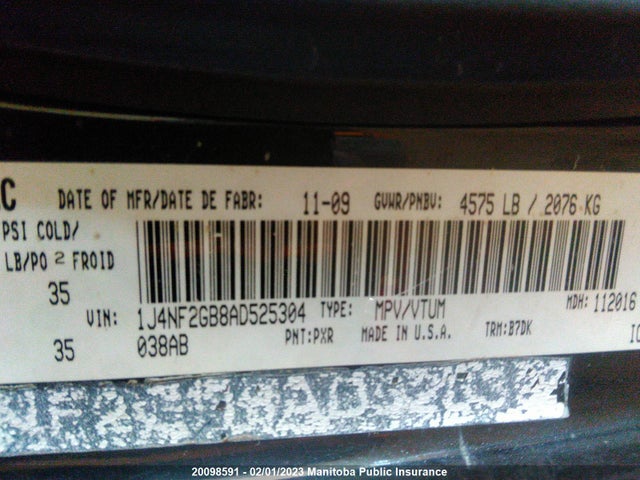 C DATE OF MFR/DATE DE FABR: 11-09 GVWR/PNBV: 4575 LB / 2076 KG
PSI COLD/
LB/PO 2 FROID
35
MDH: 112016
VIN: 1J4NF2GB8AD525304 TYPE: MPV/VTUM
35 038AB PNT:PXR MADE IN U.S.A. TRM:B7DK IC
20098591 - 02/01/2023 Manitoba Public Insurance